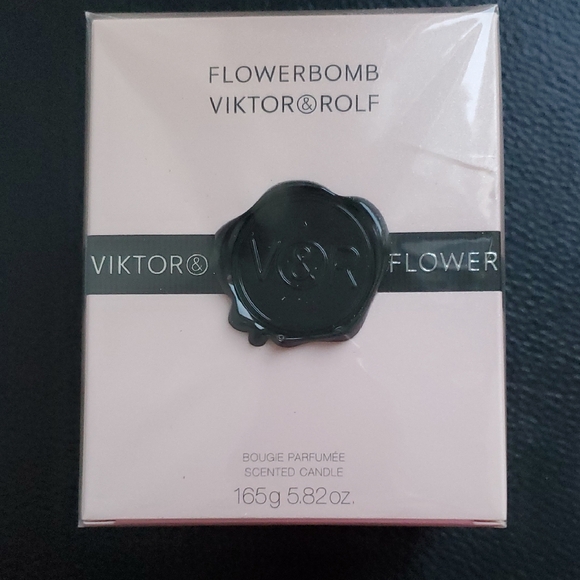 FLOWERBOMB
VIKTOR&ROLF
VIKTOR& FLOWER
V&R
BOUGIE PARFUMÉE
SCENTED CANDLE
165g 5.82oz.